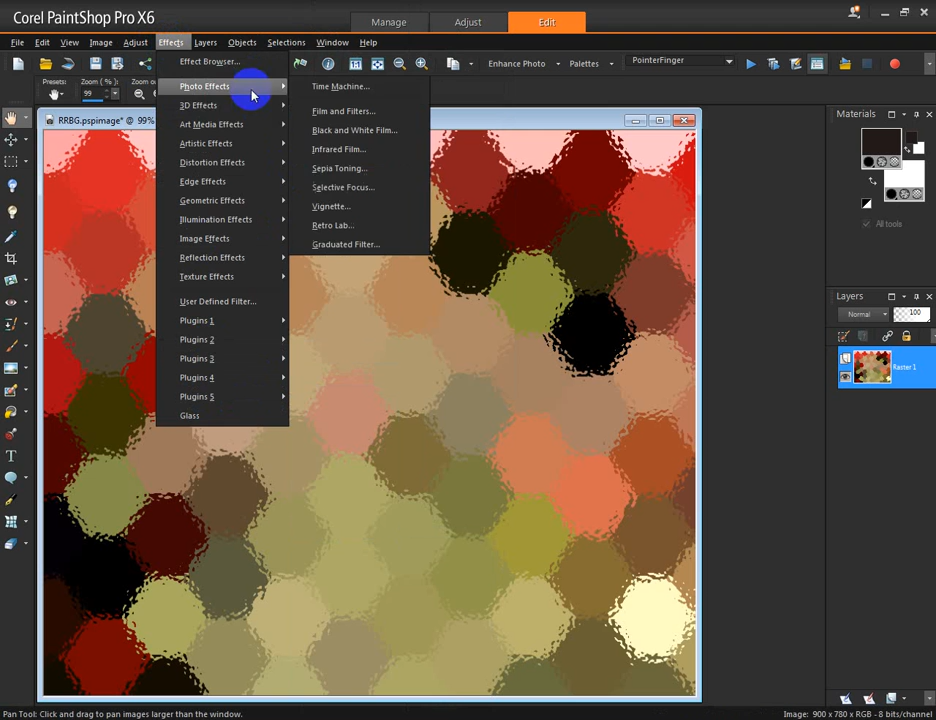 Corel PaintShop Pro X6
Manage
Adjust
Edit
File Edit View Image Adjust Effects Layers Objects Selections Window Help
Presets:
Zoom ( % ):
Zoom
99
Enhance Photo
Palettes
PointerFinger
RRBG.pspimage* @ 99%
Effect Browser...
Photo Effects
3D Effects
Art Media Effects
Artistic Effects
Distortion Effects
Edge Effects
Geometric Effects
Illumination Effects
Image Effects
Reflection Effects
Texture Effects
User Defined Filter...
Plugins 1
Plugins 2
Plugins 3
Plugins 4
Plugins 5
Glass
Time Machine...
Film and Filters...
Black and White Film...
Infrared Film...
Sepia Toning...
Selective Focus...
Vignette...
Retro Lab...
Graduated Filter...
Materials
All tools
Layers
Normal
100
Raster 1
Pan Tool: Click and drag to pan images larger than the window.
Image: 900 x 780 x RGB - 8 bits/channel